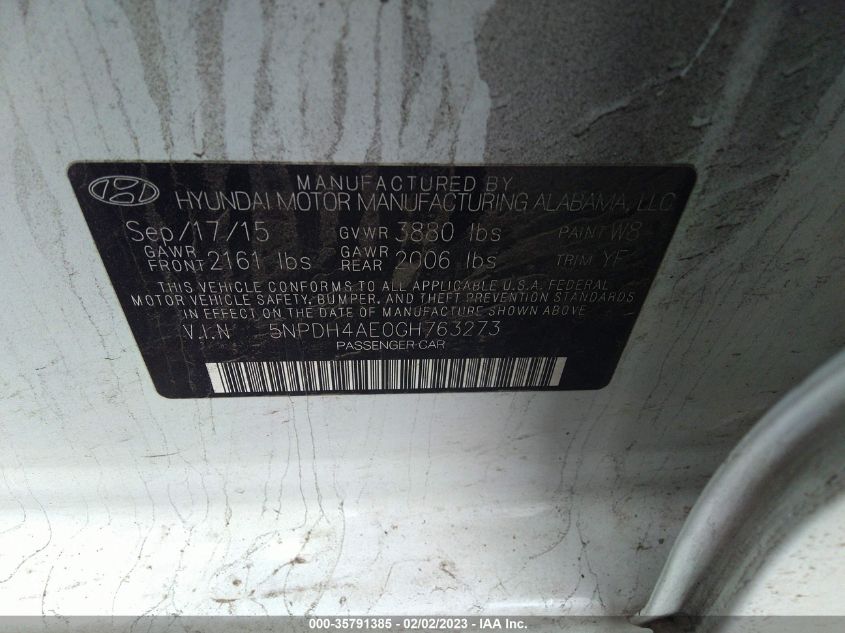 MANUFACTURED BY
HYUNDAI MOTOR MANUFACTURING ALABAMA, LLC
Sep/17/15 GVWR 3880 lbs PAINT W8
GAWR FRONT 2161 lbs GAWR REAR 2006 lbs TRIM YF
THIS VEHICLE CONFORMS TO ALL APPLICABLE U.S.A. FEDERAL
MOTOR VEHICLE SAFETY, BUMPER, AND THEFT PREVENTION STANDARDS
IN EFFECT ON THE DATE OF MANUFACTURE SHOWN ABOVE
V.I.N 5NPDH4AE0GH763273
PASSENGER CAR
000-35791385 - 02/02/2023 - © IAA Inc.